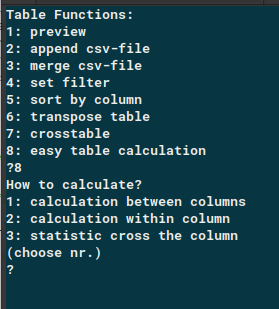 Table Functions:
1: preview
2: append csv-file
3: merge csv-file
4: set filter
5: sort by column
6: transpose table
7: crosstable
8: easy table calculation
?8
How to calculate?
1: calculation between columns
2: calculation within column
3: statistic cross the column
(choose nr.)
?